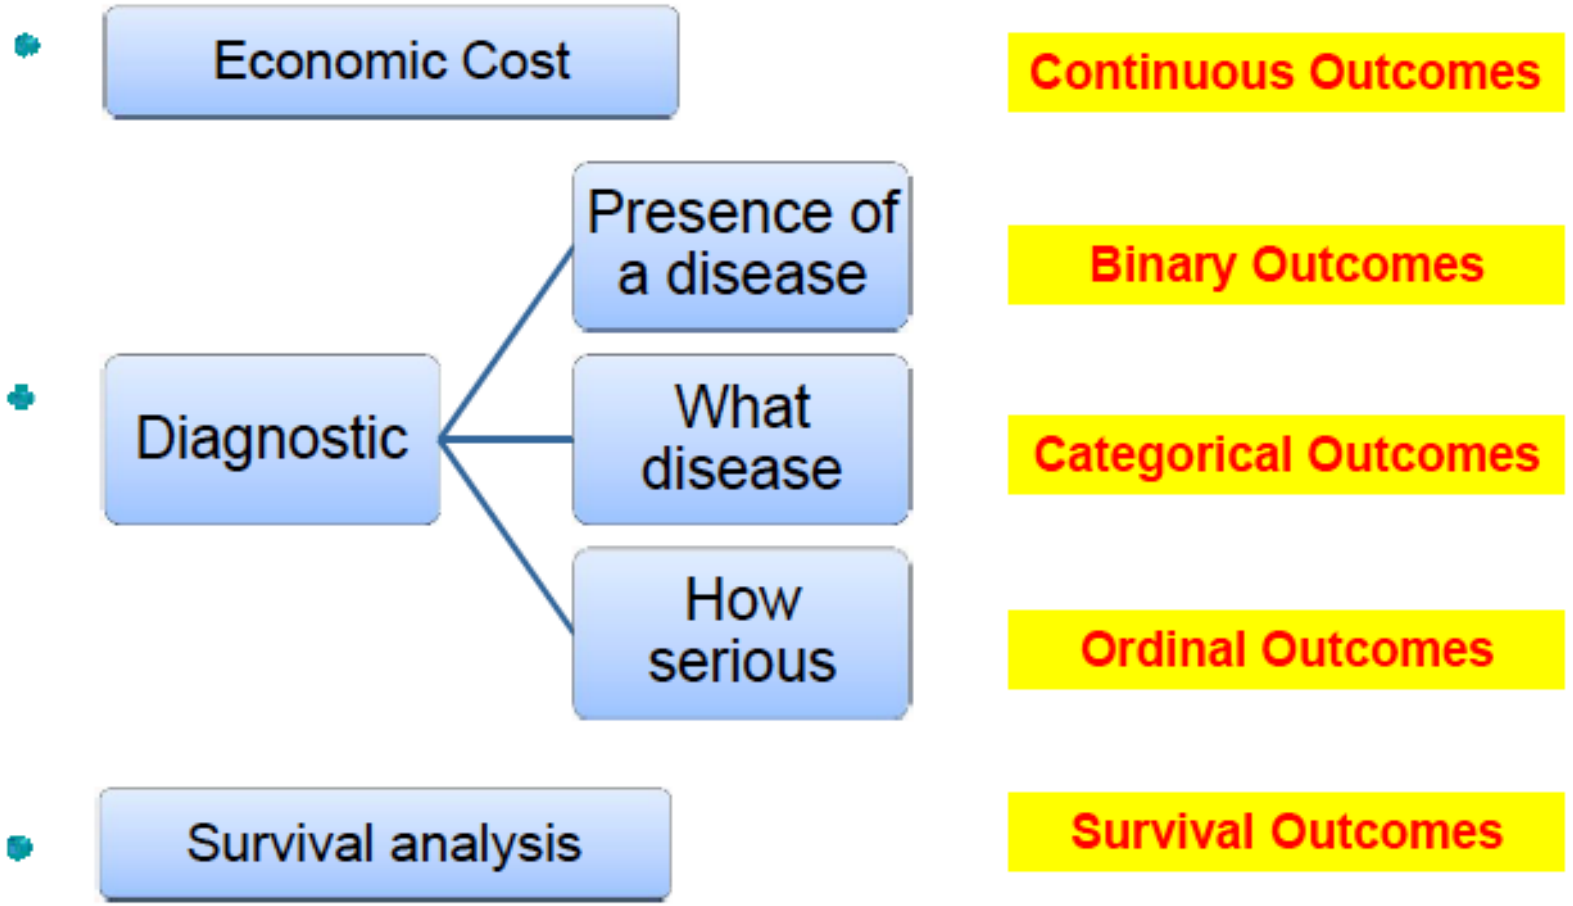 Economic Cost
Continuous Outcomes
Presence of
a disease
Binary Outcomes
Diagnostic
What
disease
Categorical Outcomes
How
serious
Ordinal Outcomes
Survival analysis
Survival Outcomes